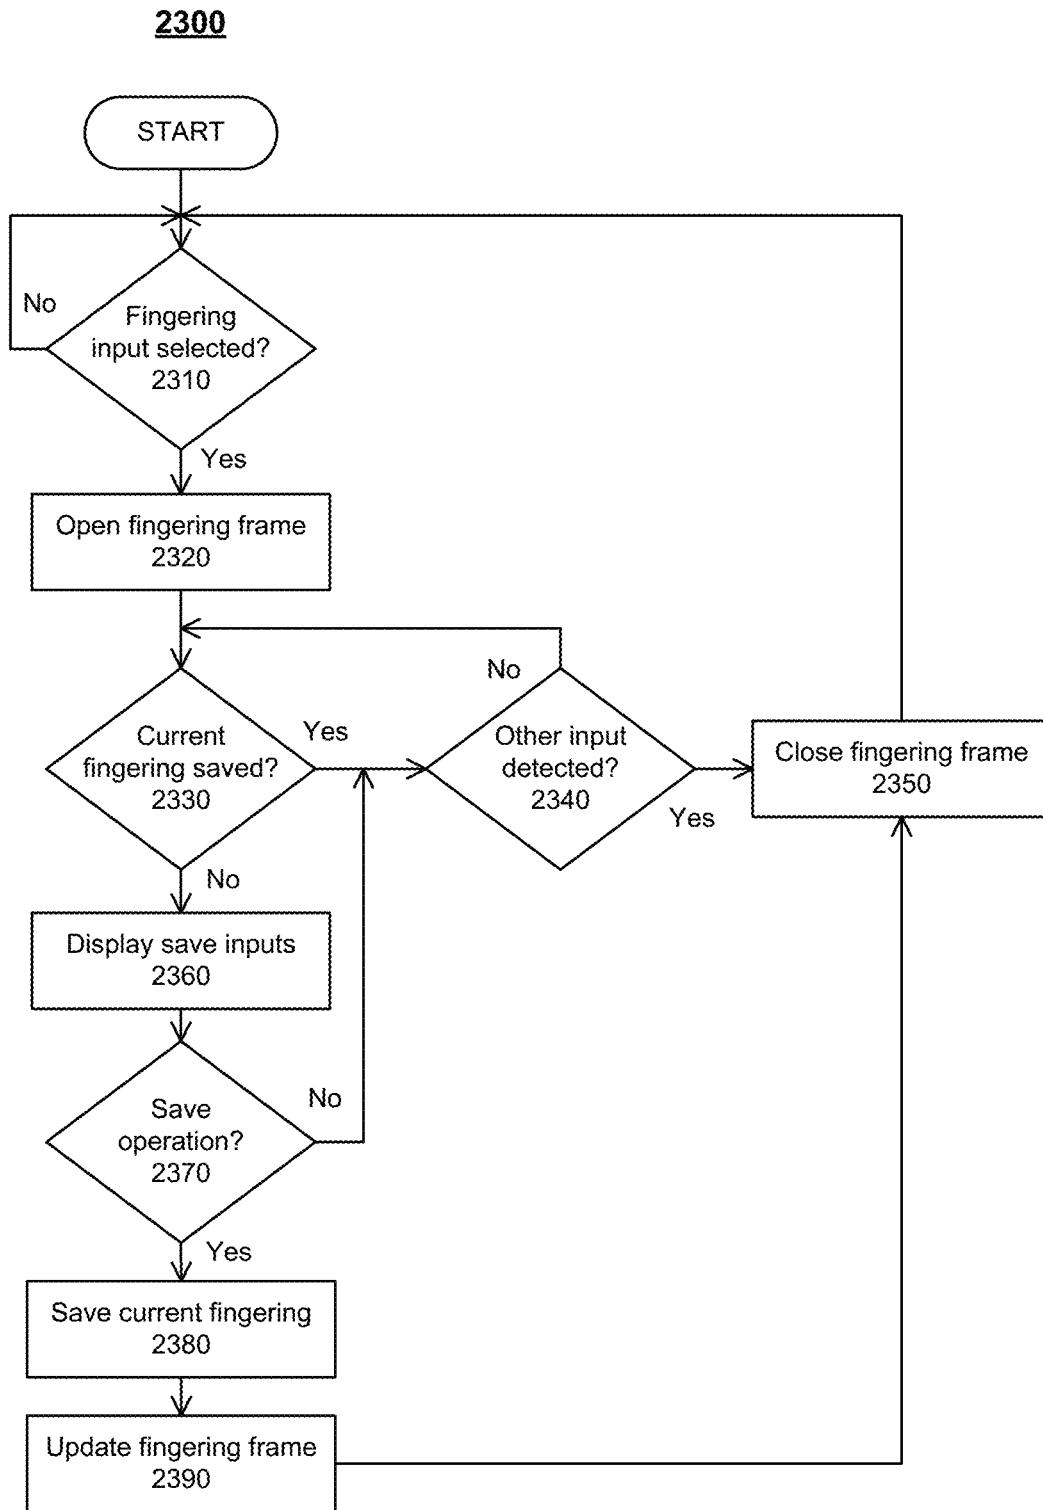 2300
START
No
Fingering
input selected?
2310
Yes
Open fingering frame
2320
No
Current
fingering saved?
2330
Yes
Other input
detected?
2340
Yes
Close fingering frame
2350
No
Display save inputs
2360
Save
operation?
2370
No
Yes
Save current fingering
2380
Update fingering frame
2390